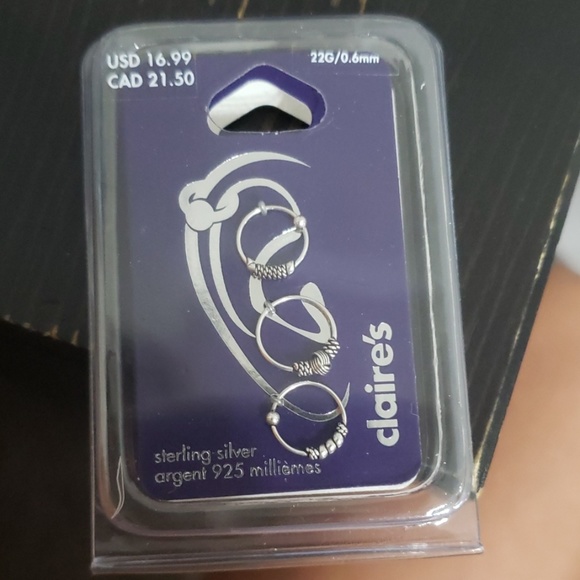 USD 16.99
CAD 21.50
22G/0.6mm
claire's
sterling silver
argent 925 millièmes